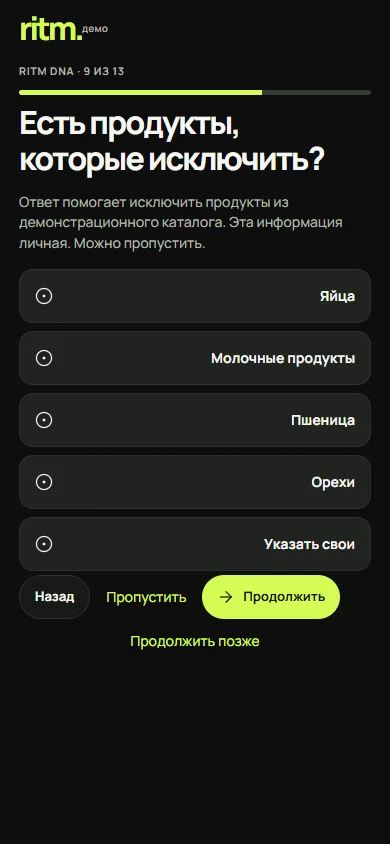 ritm. демо
RITM DNA · 9 ИЗ 13
Есть продукты,
которые исключить?
Ответ помогает исключить продукты из
демонстрационного каталога. Эта информация
личная. Можно пропустить.
Яйца
Молочные продукты
Пшеница
Орехи
Указать свои
Назад Пропустить Продолжить
Продолжить позже